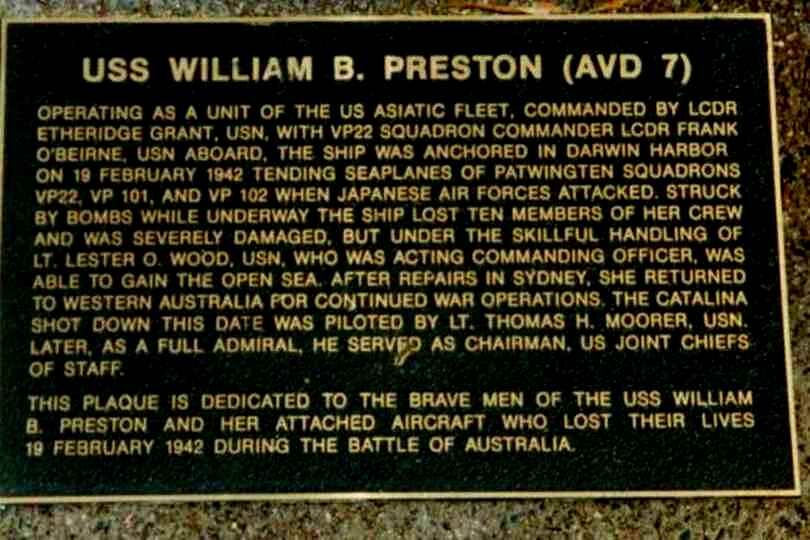 USS WILLIAM B. PRESTON (AVD 7)
OPERATING AS A UNIT OF THE US ASIATIC FLEET, COMMANDED BY LCDR
ETHERIDGE GRANT, USN, WITH VP22 SQUADRON COMMANDER LCDR FRANK
O'BEIRNE, USN ABOARD, THE SHIP WAS ANCHORED IN DARWIN HARBOR
ON 19 FEBRUARY 1942 TENDING SEAPLANES OF PATWINGTEN SQUADRONS
VP22, VP 101, AND VP 102 WHEN JAPANESE AIR FORCES ATTACKED. STRUCK
BY BOMBS WHILE UNDERWAY THE SHIP LOST TEN MEMBERS OF HER CREW
AND WAS SEVERELY DAMAGED, BUT UNDER THE SKILLFUL HANDLING OF
LT. LESTER O. WOOD, USN, WHO WAS ACTING COMMANDING OFFICER, WAS
ABLE TO GAIN THE OPEN SEA. AFTER REPAIRS IN SYDNEY, SHE RETURNED
TO WESTERN AUSTRALIA FOR CONTINUED WAR OPERATIONS. THE CATALINA
SHOT DOWN THIS DATE WAS PILOTED BY LT. THOMAS H. MOORER, USN.
LATER, AS A FULL ADMIRAL, HE SERVED AS CHAIRMAN, US JOINT CHIEFS
OF STAFF.
THIS PLAQUE IS DEDICATED TO THE BRAVE MEN OF THE USS WILLIAM
B. PRESTON AND HER ATTACHED AIRCRAFT WHO LOST THEIR LIVES
19 FEBRUARY 1942 DURING THE BATTLE OF AUSTRALIA.